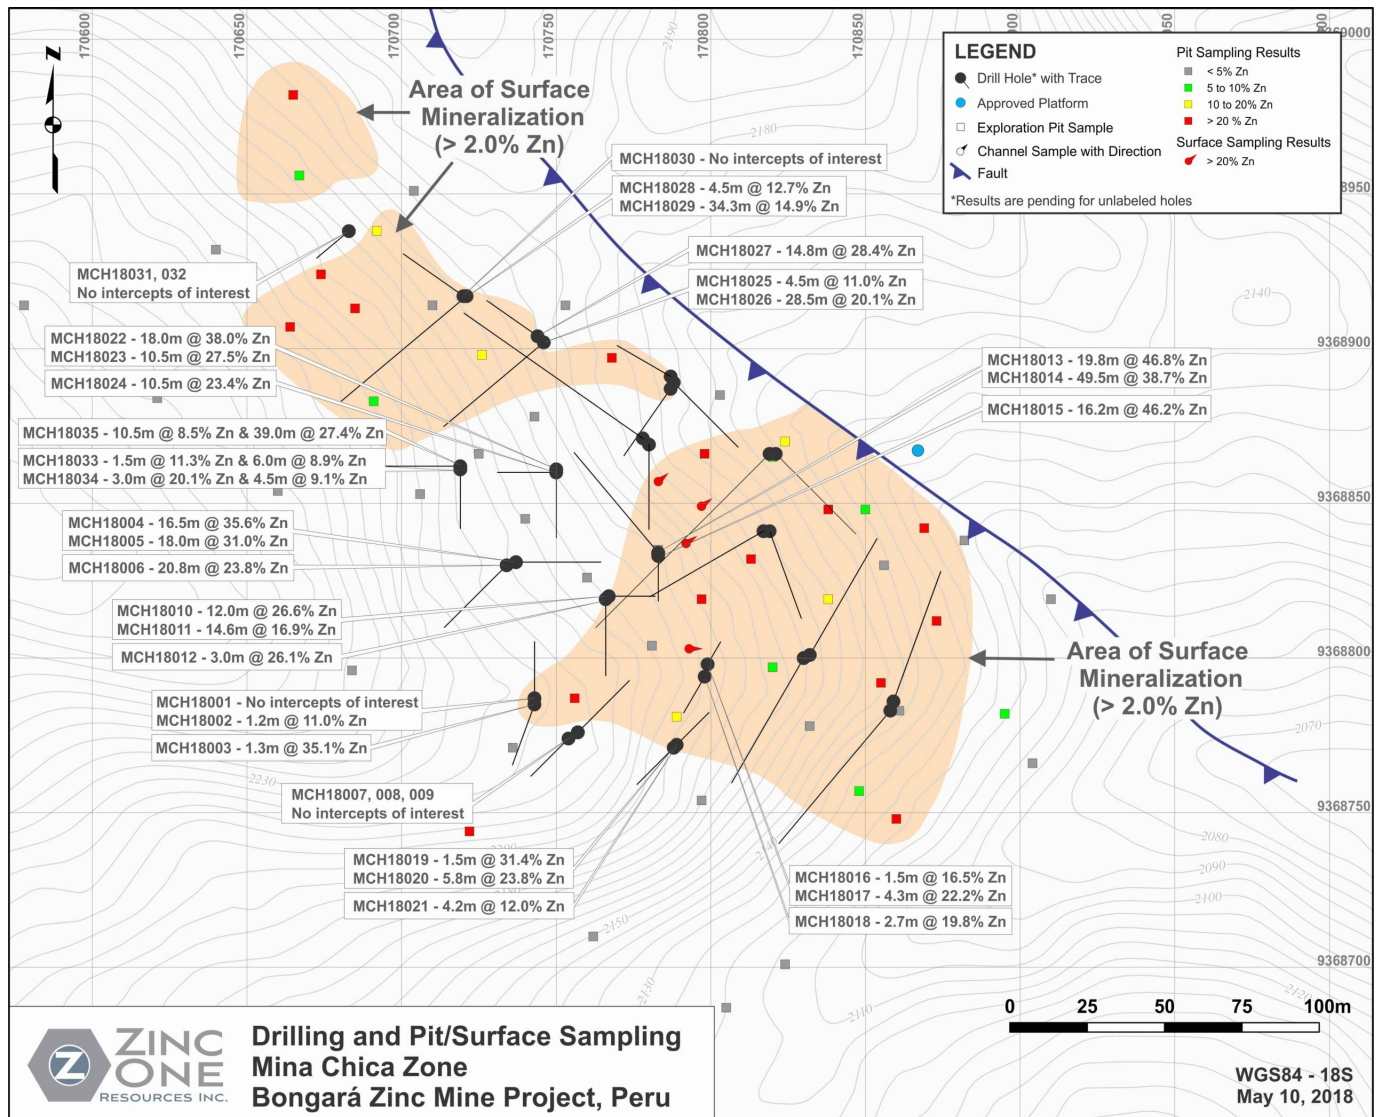 170600
170650
170700
170750
170800
170850
9369000
Z
2190
Area of Surface
Mineralization
(> 2.0% Zn)
2180
LEGEND
Drill Hole* with Trace
Approved Platform
Exploration Pit Sample
Channel Sample with Direction
Fault
*Results are pending for unlabeled holes
Pit Sampling Results
< 5% Zn
5 to 10% Zn
10 to 20% Zn
> 20 % Zn
Surface Sampling Results
> 20% Zn
MCH18030 - No intercepts of interest
MCH18028 - 4.5m @ 12.7% Zn
MCH18029 - 34.3m @ 14.9% Zn
9368950
MCH18027 - 14.8m @ 28.4% Zn
MCH18025 - 4.5m @ 11.0% Zn
MCH18026 - 28.5m @ 20.1% Zn
2140
MCH18031, 032
No intercepts of interest
MCH18022 - 18.0m @ 38.0% Zn
MCH18023 - 10.5m @ 27.5% Zn
MCH18024 - 10.5m @ 23.4% Zn
9368900
MCH18013 - 19.8m @ 46.8% Zn
MCH18014 - 49.5m @ 38.7% Zn
MCH18015 - 16.2m @ 46.2% Zn
MCH18035 - 10.5m @ 8.5% Zn & 39.0m @ 27.4% Zn
MCH18033 - 1.5m @ 11.3% Zn & 6.0m @ 8.9% Zn
MCH18034 - 3.0m @ 20.1% Zn & 4.5m @ 9.1% Zn
9368850
MCH18004 - 16.5m @ 35.6% Zn
MCH18005 - 18.0m @ 31.0% Zn
MCH18006 - 20.8m @ 23.8% Zn
MCH18010 - 12.0m @ 26.6% Zn
MCH18011 - 14.6m @ 16.9% Zn
MCH18012 - 3.0m @ 26.1% Zn
9368800
Area of Surface
Mineralization
(> 2.0% Zn)
MCH18001 - No intercepts of interest
MCH18002 - 1.2m @ 11.0% Zn
MCH18003 - 1.3m @ 35.1% Zn
2070
2230
MCH18007, 008, 009
No intercepts of interest
9368750
2080
2090
2100
MCH18019 - 1.5m @ 31.4% Zn
MCH18020 - 5.8m @ 23.8% Zn
MCH18021 - 4.2m @ 12.0% Zn
MCH18016 - 1.5m @ 16.5% Zn
MCH18017 - 4.3m @ 22.2% Zn
MCH18018 - 2.7m @ 19.8% Zn
2150
9368700
2130
2110
0 25 50 75 100m
Z
ZINC
ONE
RESOURCES INC.
Drilling and Pit/Surface Sampling
Mina Chica Zone
Bongará Zinc Mine Project, Peru
WGS84 - 18S
May 10, 2018